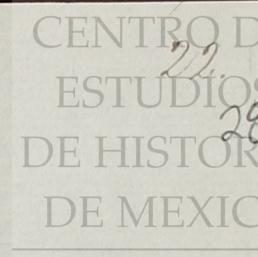 CENTRO D
22.
ESTUDIOS
DE HISTOR
DE MEXIC